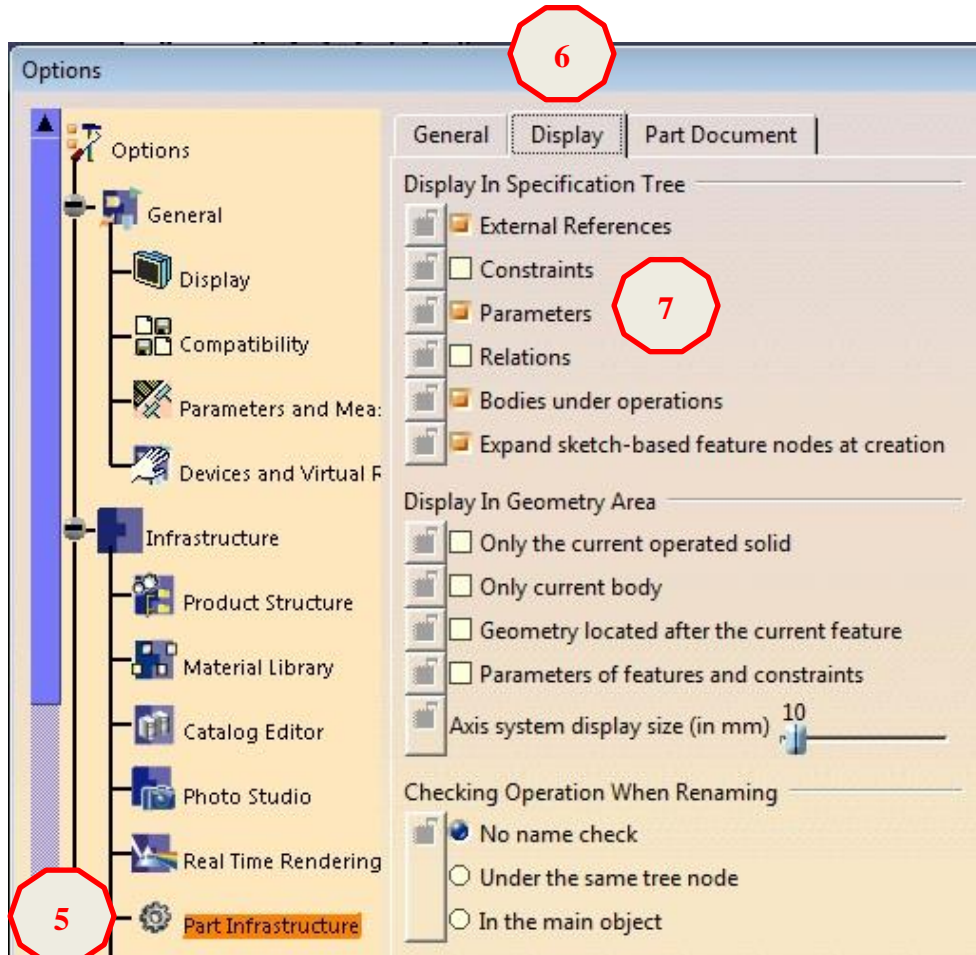 6
Options
Options
General
Display
Compatibility
Parameters and Mea
Devices and Virtual R
Infrastructure
Product Structure
Material Library
Catalog Editor
Photo Studio
Real Time Rendering
5
Part Infrastructure
General Display Part Document
Display In Specification Tree
External References
Constraints
Parameters
7
Relations
Bodies under operations
Expand sketch-based feature nodes at creation
Display In Geometry Area
Only the current operated solid
Only current body
Geometry located after the current feature
Parameters of features and constraints
Axis system display size (in mm) 10
Checking Operation When Renaming
No name check
Under the same tree node
In the main object